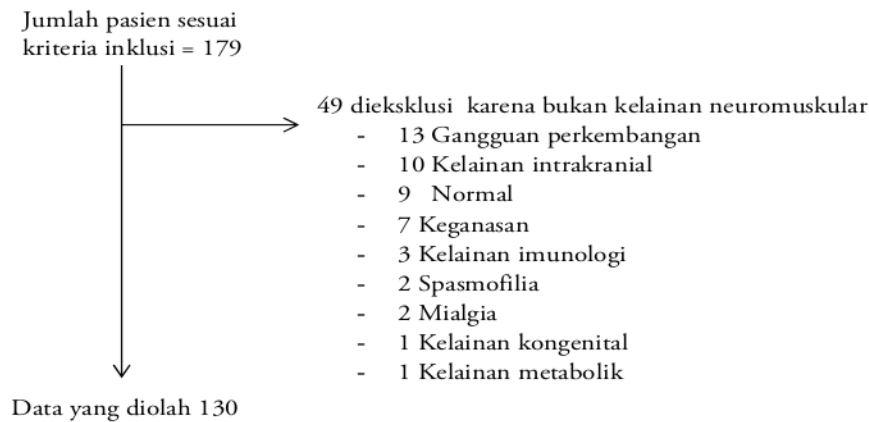 Jumlah pasien sesuai
kriteria inklusi = 179
49 dieksklusi karena bukan kelainan neuromuskular
- 13 Gangguan perkembangan
- 10 Kelainan intrakranial
- 9 Normal
- 7 Keganasan
- 3 Kelainan imunologi
- 2 Spasmofilia
- 2 Mialgia
- 1 Kelainan kongenital
- 1 Kelainan metabolik
Data yang diolah 130